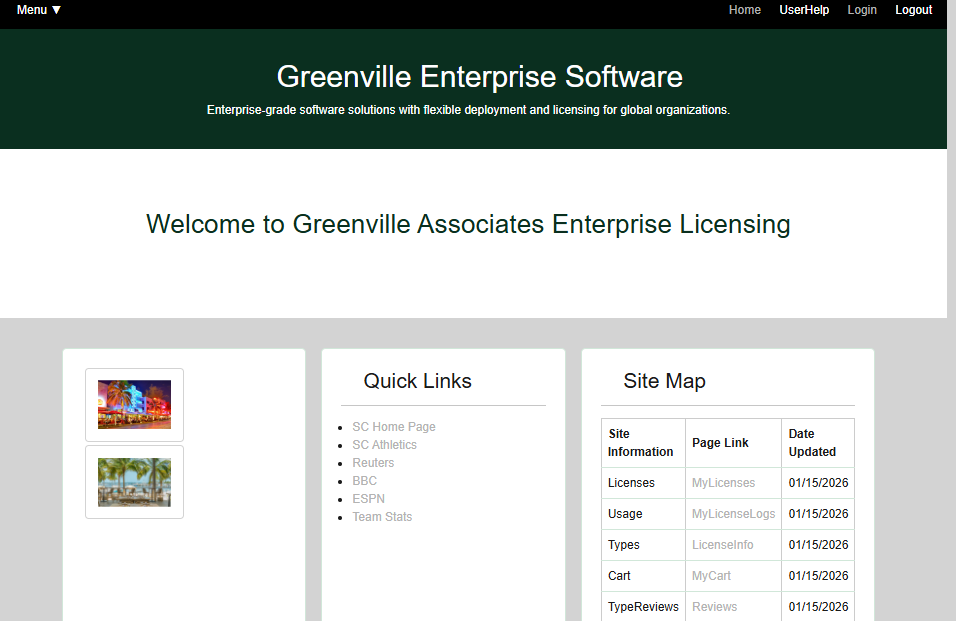 Menu ▼ Home UserHelp Login Logout
Greenville Enterprise Software
Enterprise-grade software solutions with flexible deployment and licensing for global organizations.
Welcome to Greenville Associates Enterprise Licensing
Quick Links
SC Home Page
SC Athletics
Reuters
BBC
ESPN
Team Stats
Site Map
Site Information Page Link Date Updated
Licenses MyLicenses 01/15/2026
Usage MyLicenseLogs 01/15/2026
Types LicenseInfo 01/15/2026
Cart MyCart 01/15/2026
TypeReviews Reviews 01/15/2026